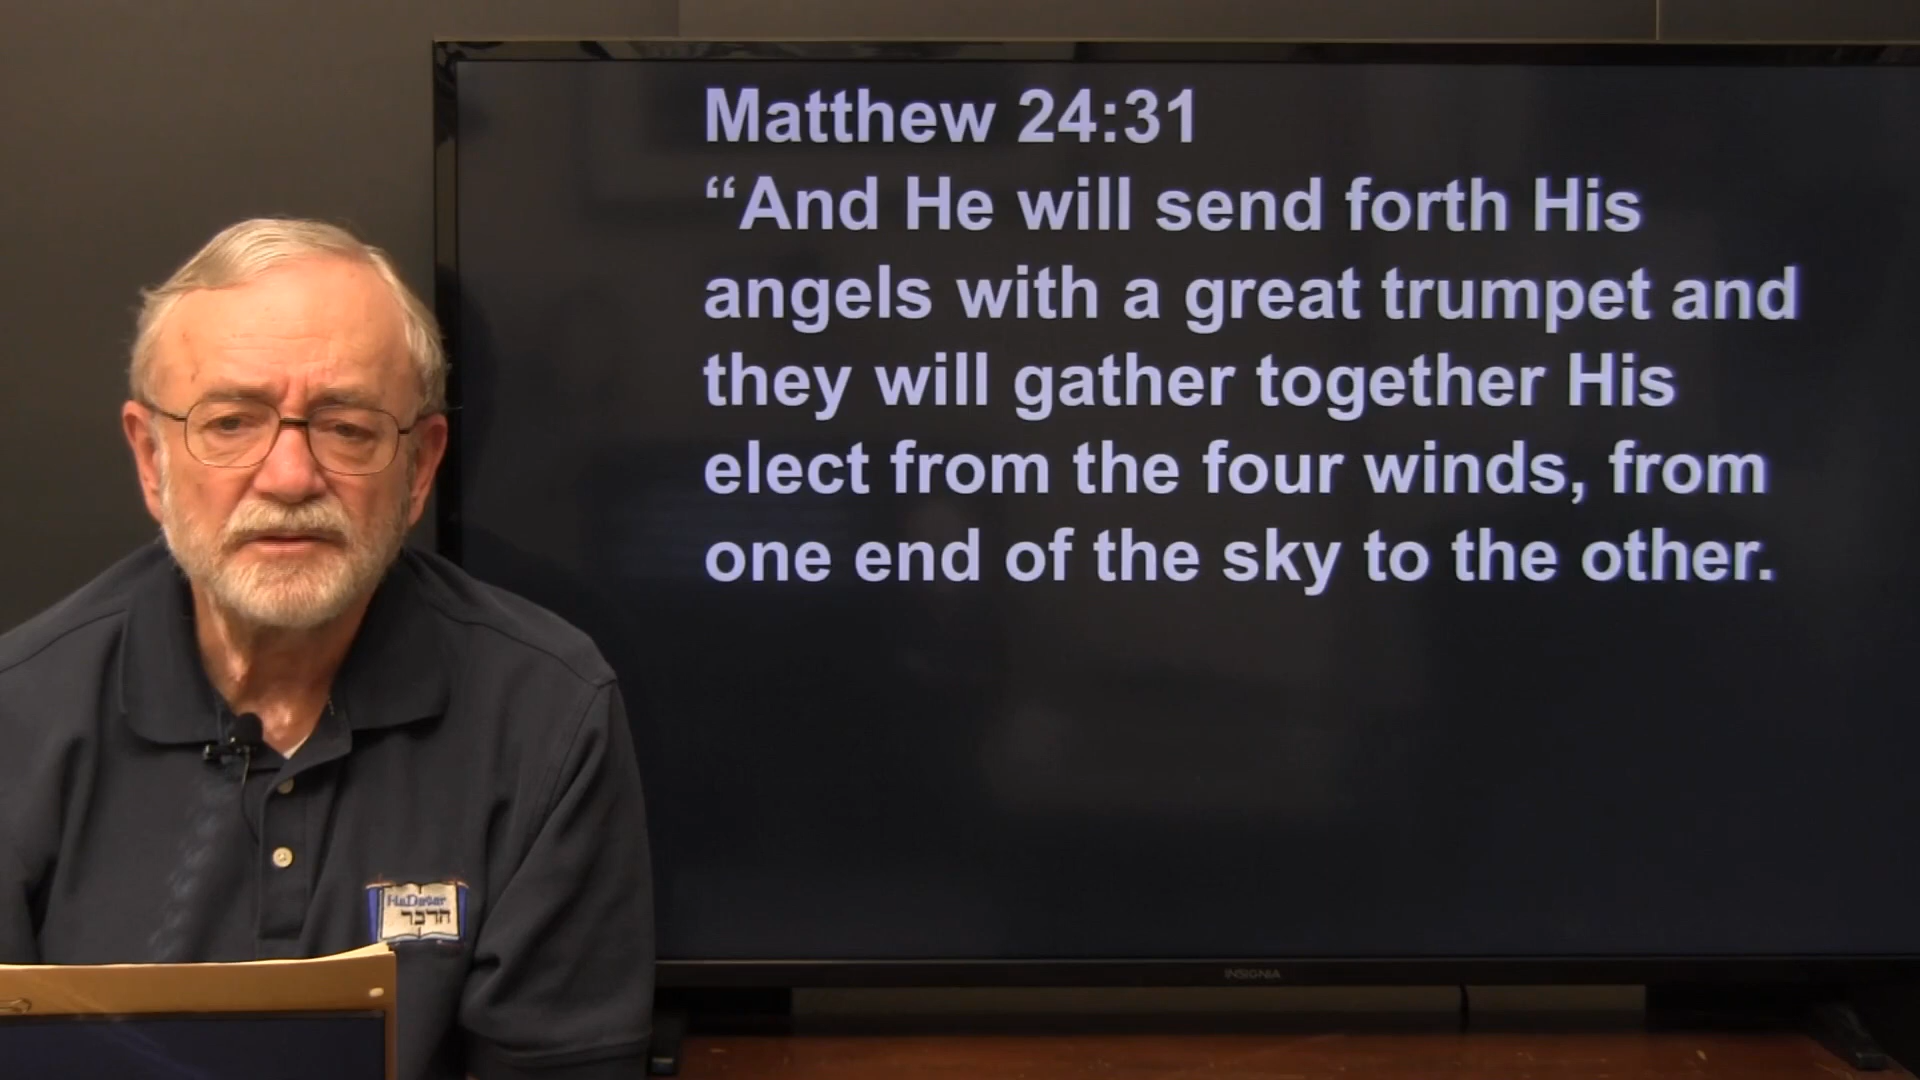 Matthew 24:31
“And He will send forth His
angels with a great trumpet and
they will gather together His
elect from the four winds, from
one end of the sky to the other.
HaDavar
הדבר
INSIGNIA